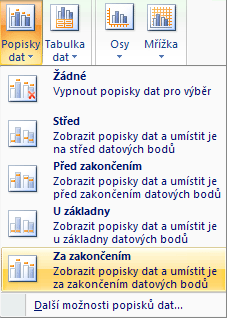 Popisky dat
Tabulka dat
Osy
Mřížka
Žádné
Vypnout popisky dat pro výběr
Střed
Zobrazit popisky dat a umístit je
na střed datových bodů
Před zakončením
Zobrazit popisky dat a umístit je
před zakončením datových bodů
U základny
Zobrazit popisky dat a umístit je
u základny datových bodů
Za zakončením
Zobrazit popisky dat a umístit je
za zakončením datových bodů
Další možnosti popisků dat...